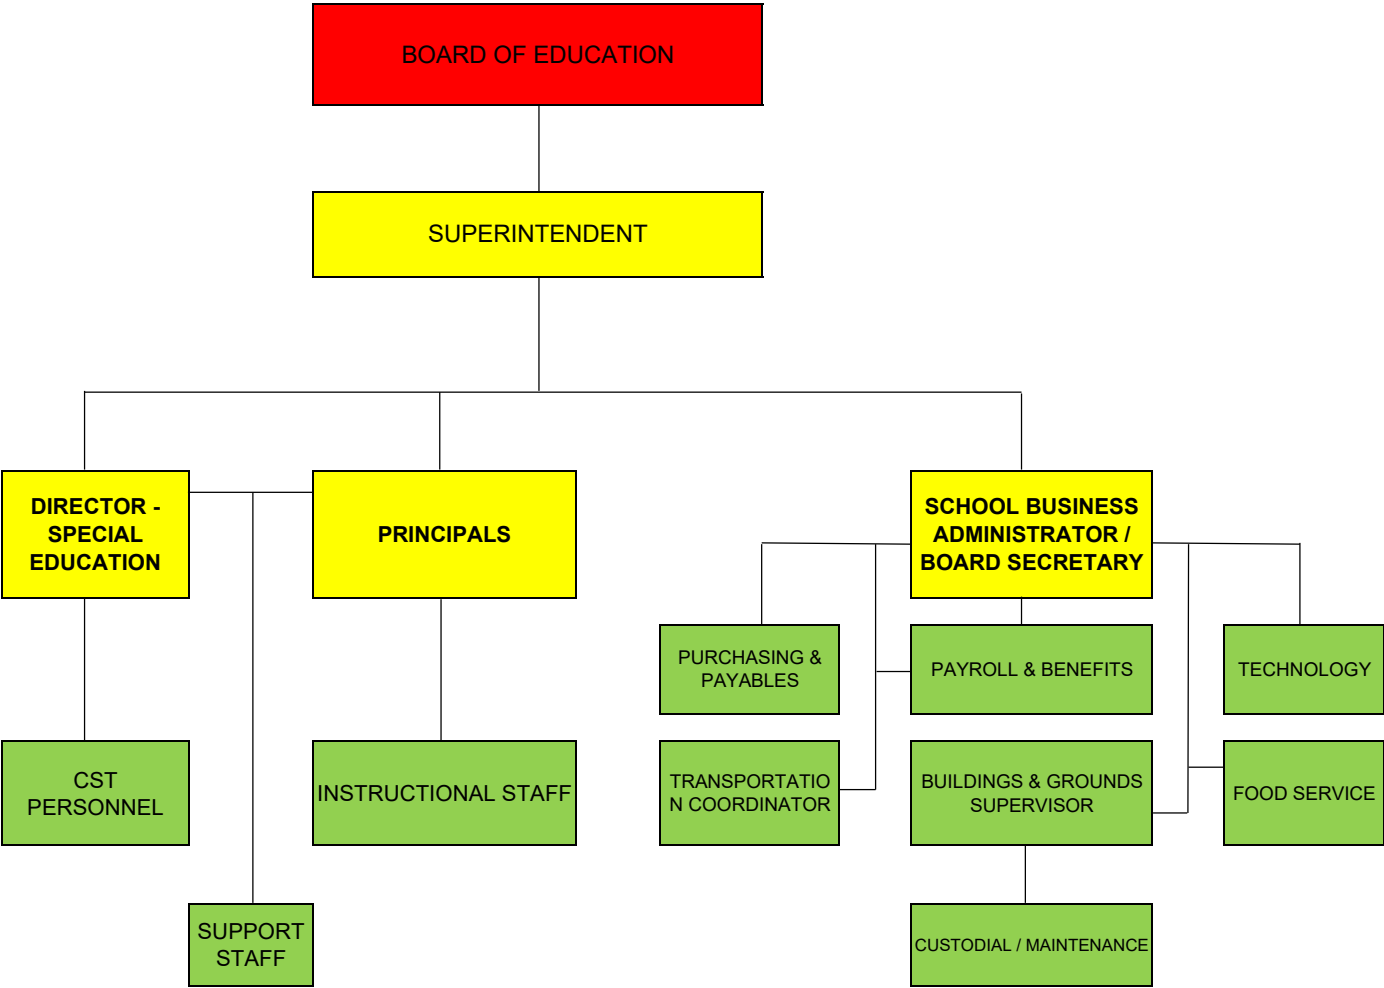 BOARD OF EDUCATION
SUPERINTENDENT
DIRECTOR -
SPECIAL
EDUCATION
PRINCIPALS
SCHOOL BUSINESS
ADMINISTRATOR /
BOARD SECRETARY
PURCHASING &
PAYABLES
PAYROLL & BENEFITS
TECHNOLOGY
CST
PERSONNEL
INSTRUCTIONAL STAFF
TRANSPORTATIO
N COORDINATOR
BUILDINGS & GROUNDS
SUPERVISOR
FOOD SERVICE
SUPPORT
STAFF
CUSTODIAL / MAINTENANCE